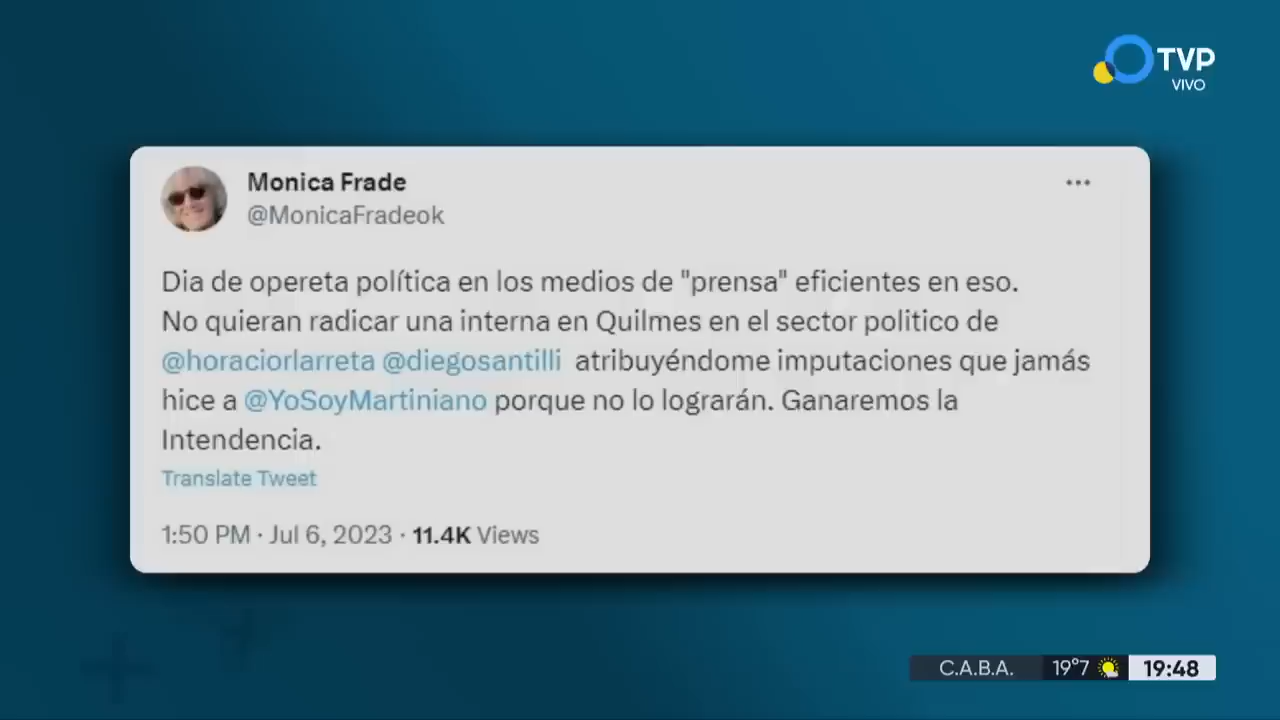 TVP
VIVO
Monica Frade
@MonicaFradeok
Dia de opereta política en los medios de "prensa" eficientes en eso.
No quieran radicar una interna en Quilmes en el sector politico de
@horaciorlarreta @diegosantilli atribuyéndome imputaciones que jamás
hice a @YoSoyMartiniano porque no lo lograrán. Ganaremos la
Intendencia.
Translate Tweet
1:50 PM · Jul 6, 2023 · 11.4K Views
C.A.B.A. 19°7 19:48